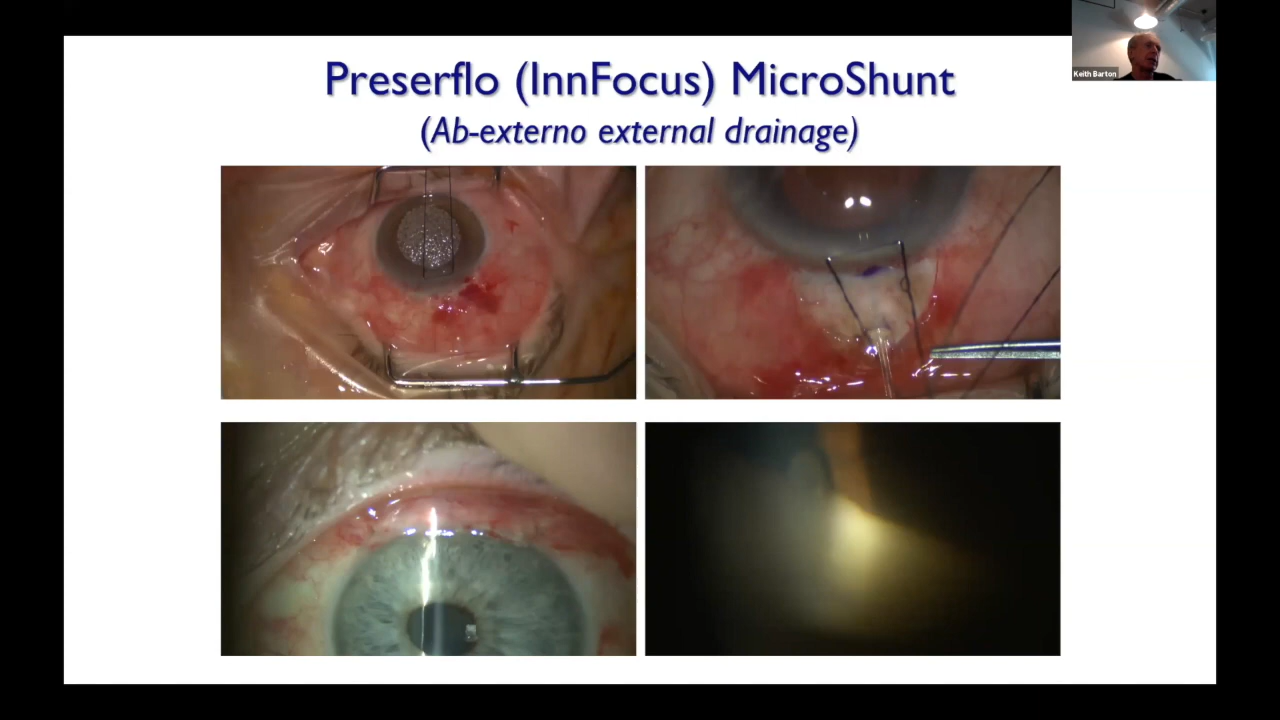 Preserflo (InnFocus) MicroShunt
(Ab-externo external drainage)
Keith Barton